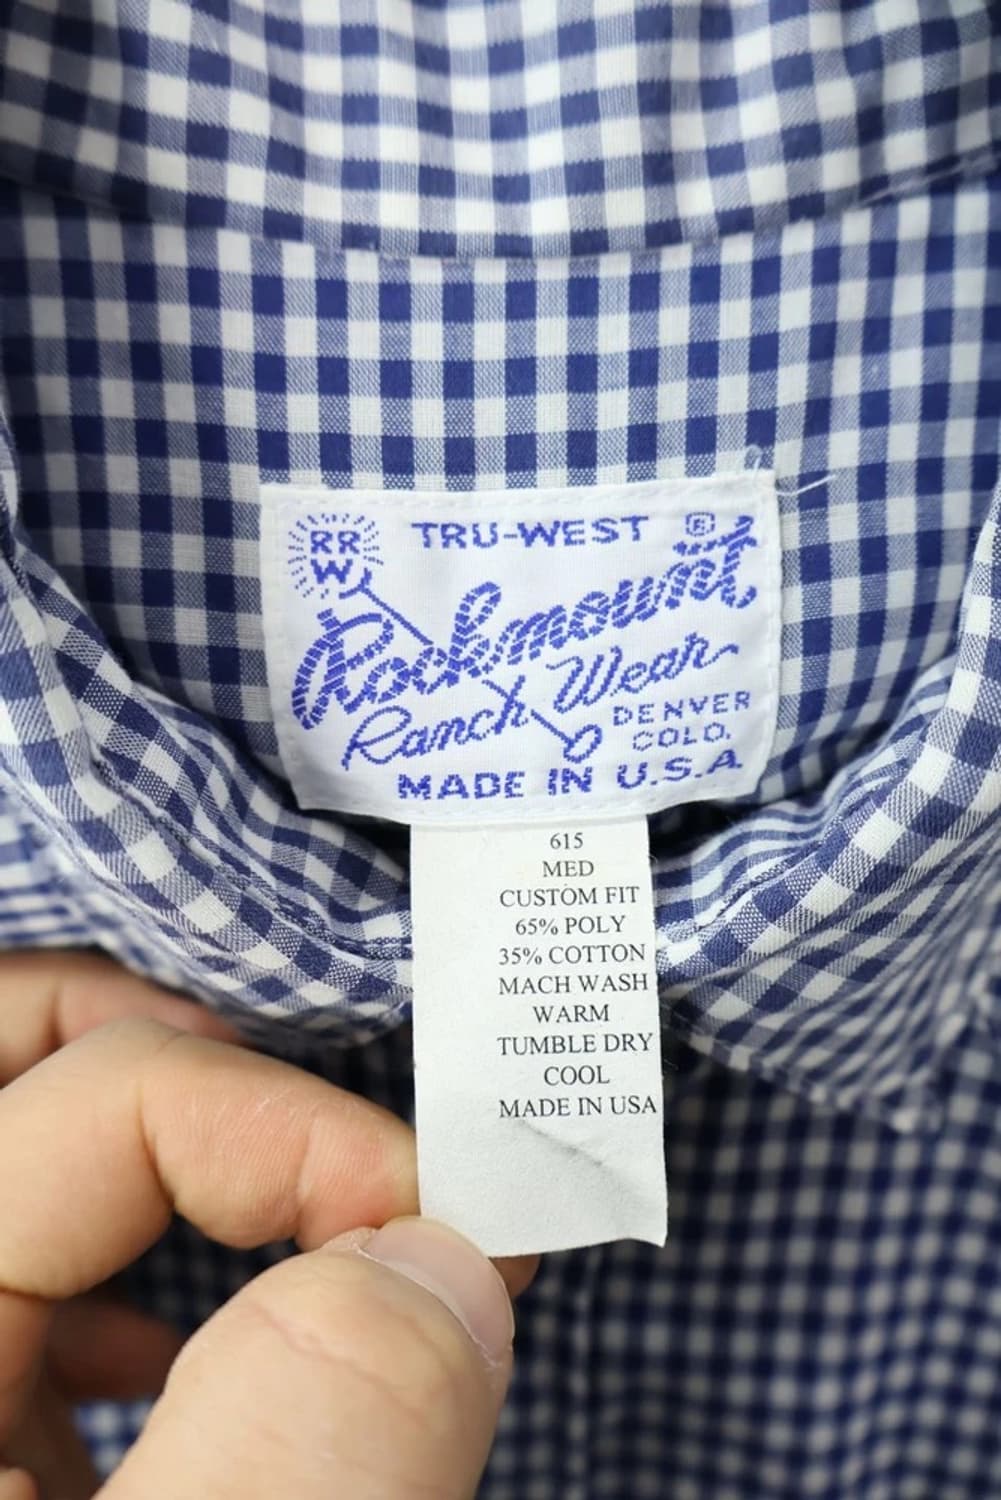 RR
W
TRU-WEST ®
Rockmount
Ranch Wear
DENVER
COLO.
MADE IN U.S.A
615
MED
CUSTOM FIT
65% POLY
35% COTTON
MACH WASH
WARM
TUMBLE DRY
COOL
MADE IN USA